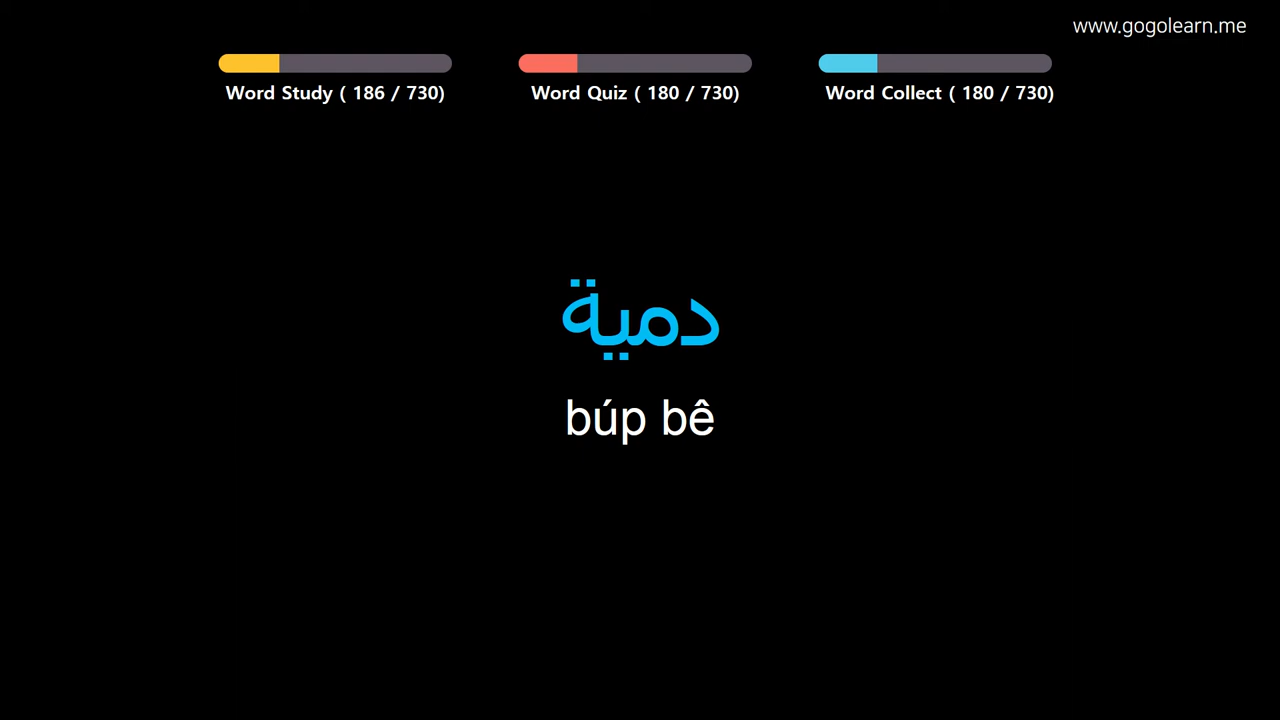 www.gogolearn.me
Word Study ( 186 / 730)
Word Quiz ( 180 / 730)
Word Collect ( 180 / 730)
دمية
búp bê